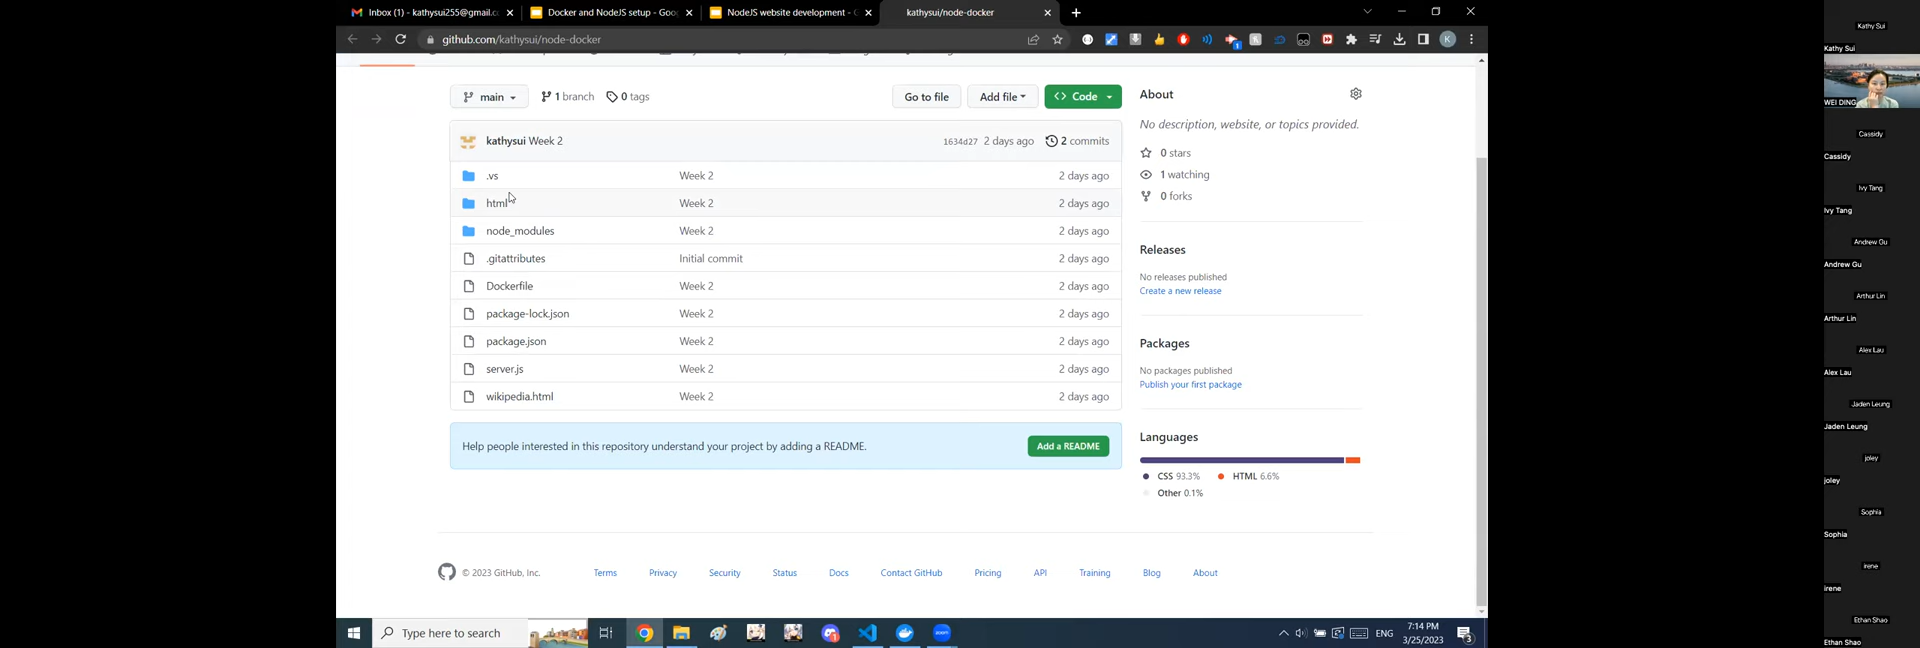 Inbox (1) - kathysui255@gmail.c
Docker and NodeJS setup - Goo
NodeJS website development - G
kathysui/node-docker
github.com/kathysui/node-docker
main
1 branch
0 tags
Go to file
Add file
Code
kathysui Week 2
1634d27 2 days ago
2 commits
.vs Week 2 2 days ago
html Week 2 2 days ago
node_modules Week 2 2 days ago
.gitattributes Initial commit 2 days ago
Dockerfile Week 2 2 days ago
package-lock.json Week 2 2 days ago
package.json Week 2 2 days ago
server.js Week 2 2 days ago
wikipedia.html Week 2 2 days ago
Help people interested in this repository understand your project by adding a README.
Add a README
About
No description, website, or topics provided.
0 stars
1 watching
0 forks
Releases
No releases published
Create a new release
Packages
No packages published
Publish your first package
Languages
CSS 93.3% HTML 6.6%
Other 0.1%
© 2023 GitHub, Inc. Terms Privacy Security Status Docs Contact GitHub Pricing API Training Blog About
Type here to search
ENG
7:14 PM
3/25/2023
3
Kathy Sui
Kathy Sui
WEI DING
Cassidy
Cassidy
Ivy Tang
Ivy Tang
Andrew Gu
Andrew Gu
Arthur Lin
Arthur Lin
Alex Lau
Alex Lau
Jaden Leung
Jaden Leung
joley
joley
Sophia
Sophia
irene
irene
Ethan Shao
Ethan Shao